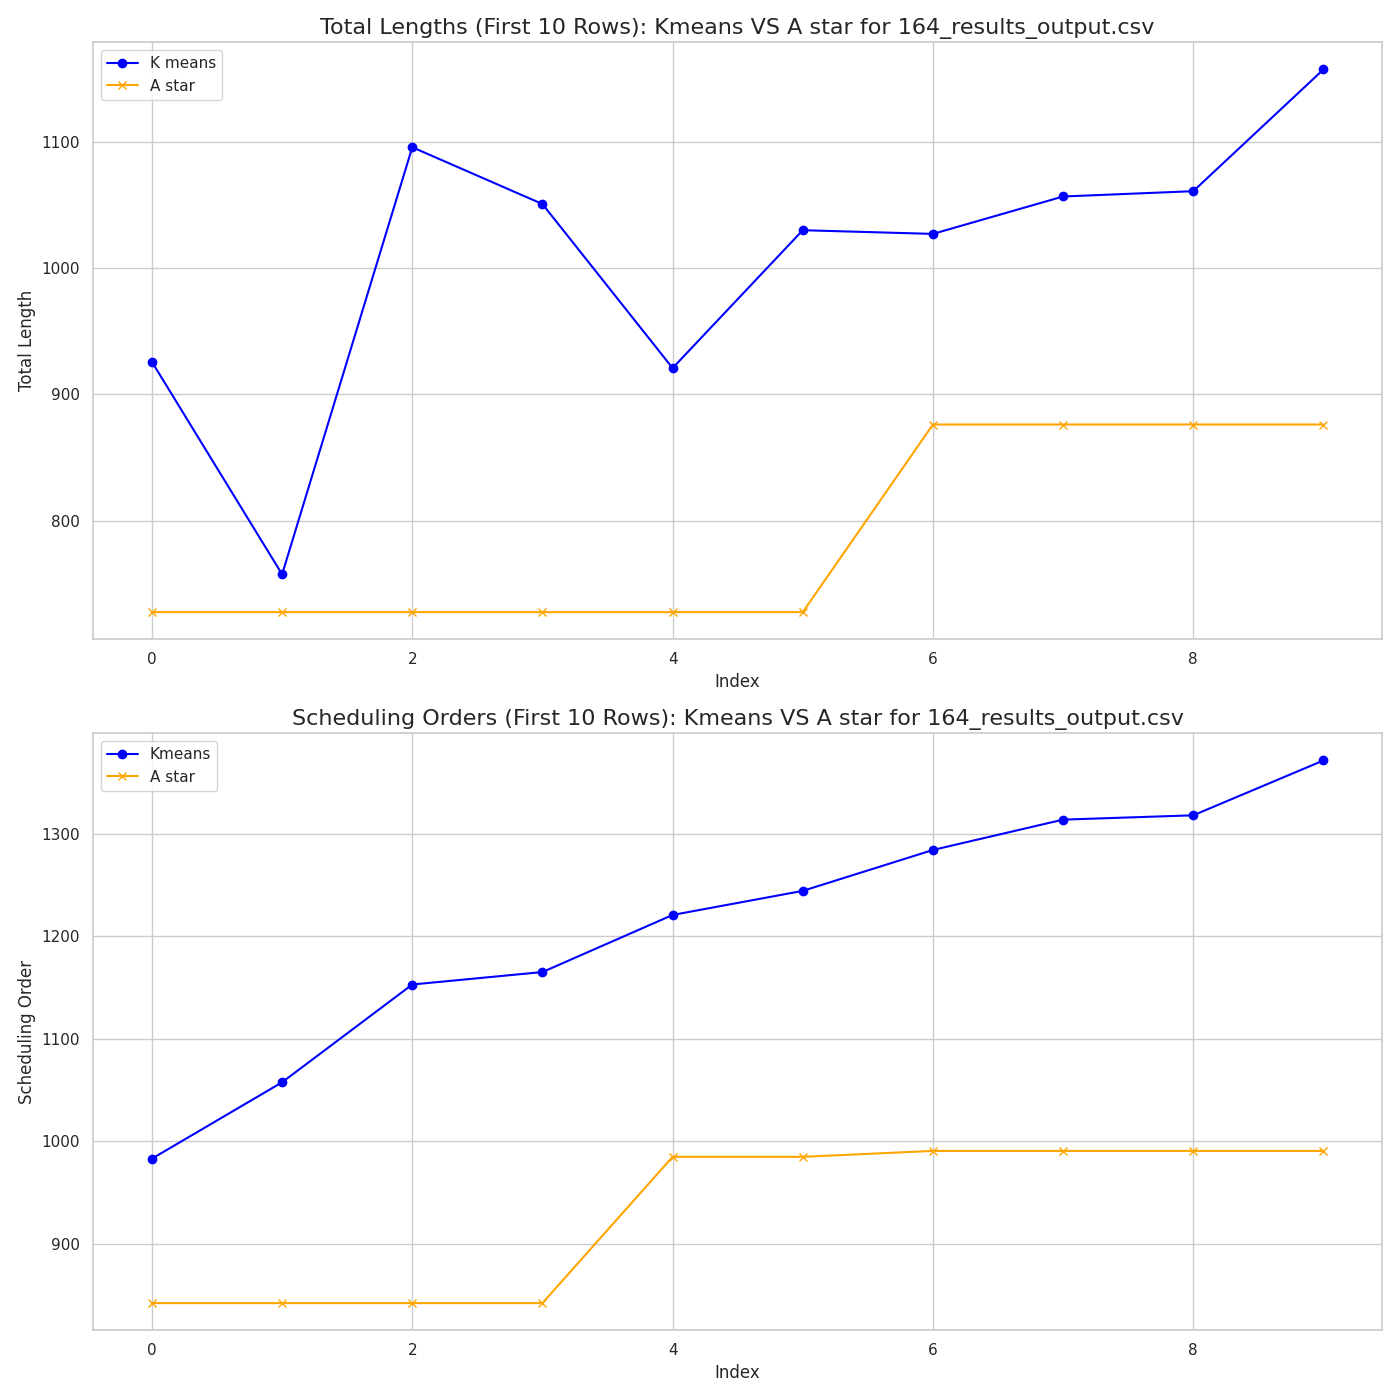 Total Lengths (First 10 Rows): Kmeans VS A star for 164_results_output.csv
K means
A star
1100
1000
900
800
Total Length
0 2 4 6 8
Index
Scheduling Orders (First 10 Rows): Kmeans VS A star for 164_results_output.csv
Kmeans
A star
1300
1200
1100
1000
900
Scheduling Order
0 2 4 6 8
Index